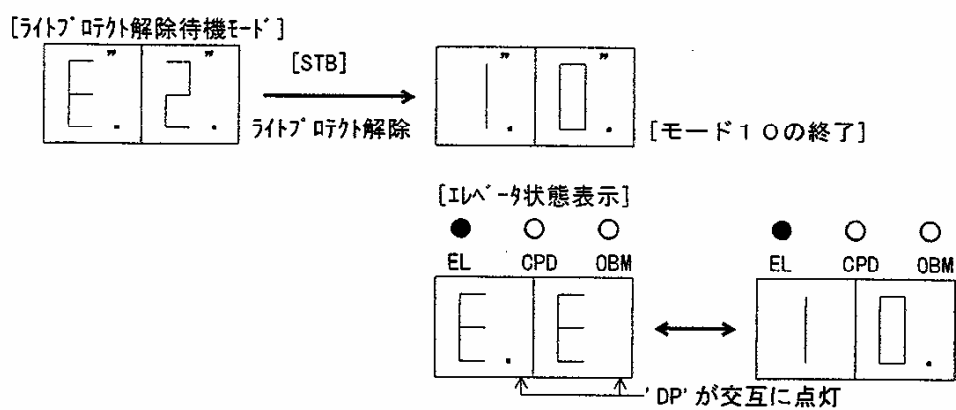 [ライトプロテクト解除待機モード]
E". 2".
[STB]
ライトプロテクト解除
1". 0".
[モード10の終了]
[エレベータ状態表示]
EL CPD OBM
E. E
EL CPD OBM
1 0.
'DP'が交互に点灯